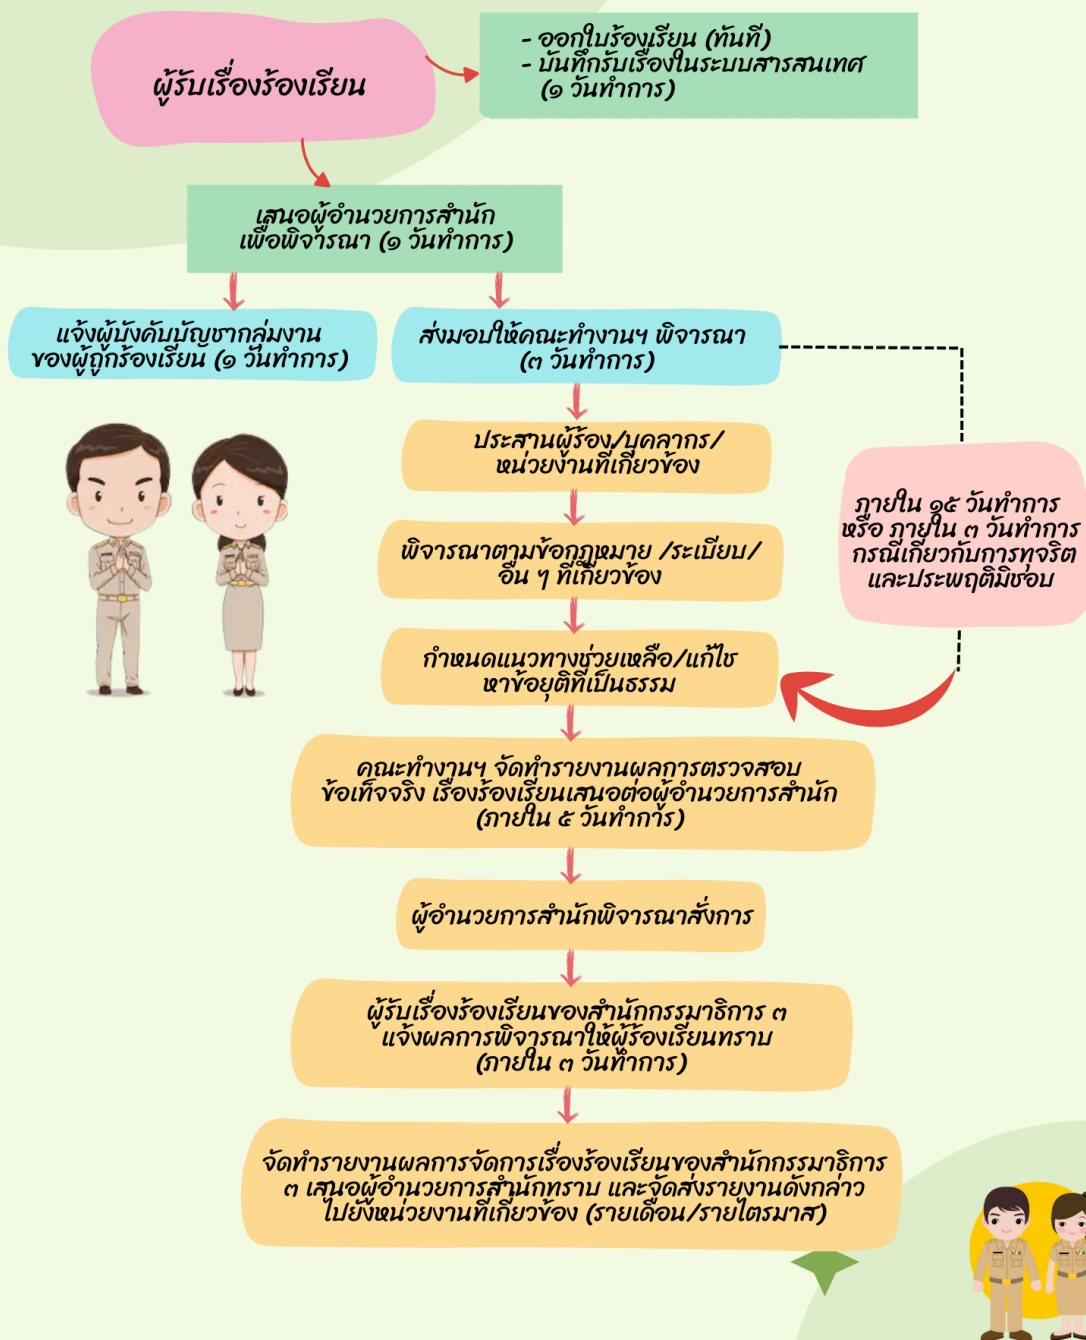 ผู้รับเรื่องร้องเรียน
- ออกใบร้องเรียน (ทันที)
- บันทึกรับเรื่องในระบบสารสนเทศ
(๑ วันทำการ)
เสนอผู้อำนวยการสำนัก
เพื่อพิจารณา (๑ วันทำการ)
แจ้งผู้บังคับบัญชากลุ่มงาน
ของผู้ถูกร้องเรียน (๑ วันทำการ)
ส่งมอบให้คณะทำงานฯ พิจารณา
(๓ วันทำการ)
ประสานผู้ร้อง/บุคลากร/
หน่วยงานที่เกี่ยวข้อง
พิจารณาตามข้อกฎหมาย /ระเบียบ/
อื่น ๆ ที่เกี่ยวข้อง
ภายใน ๑๕ วันทำการ
หรือ ภายใน ๓ วันทำการ
กรณีเกี่ยวกับการทุจริต
และประพฤติมิชอบ
กำหนดแนวทางช่วยเหลือ/แก้ไช
หาข้อยุติที่เป็นธรรม
คณะทำงานฯ จัดทำรายงานผลการตรวจสอบ
ข้อเท็จจริง เรื่องร้องเรียนเสนอต่อผู้อำนวยการสำนัก
(ภายใน ๕ วันทำการ)
ผู้อำนวยการสำนักพิจารณาสั่งการ
ผู้รับเรื่องร้องเรียนของสำนักกรรมาธิการ ๓
แจ้งผลการพิจารณาให้ผู้ร้องเรียนทราบ
(ภายใน ๓ วันทำการ)
จัดทำรายงานผลการจัดการเรื่องร้องเรียนของสำนักกรรมาธิการ
๓ เสนอผู้อำนวยการสำนักทราบ และจัดส่งรายงานดังกล่าว
ไปยังหน่วยงานที่เกี่ยวข้อง (รายเดือน/รายไตรมาส)